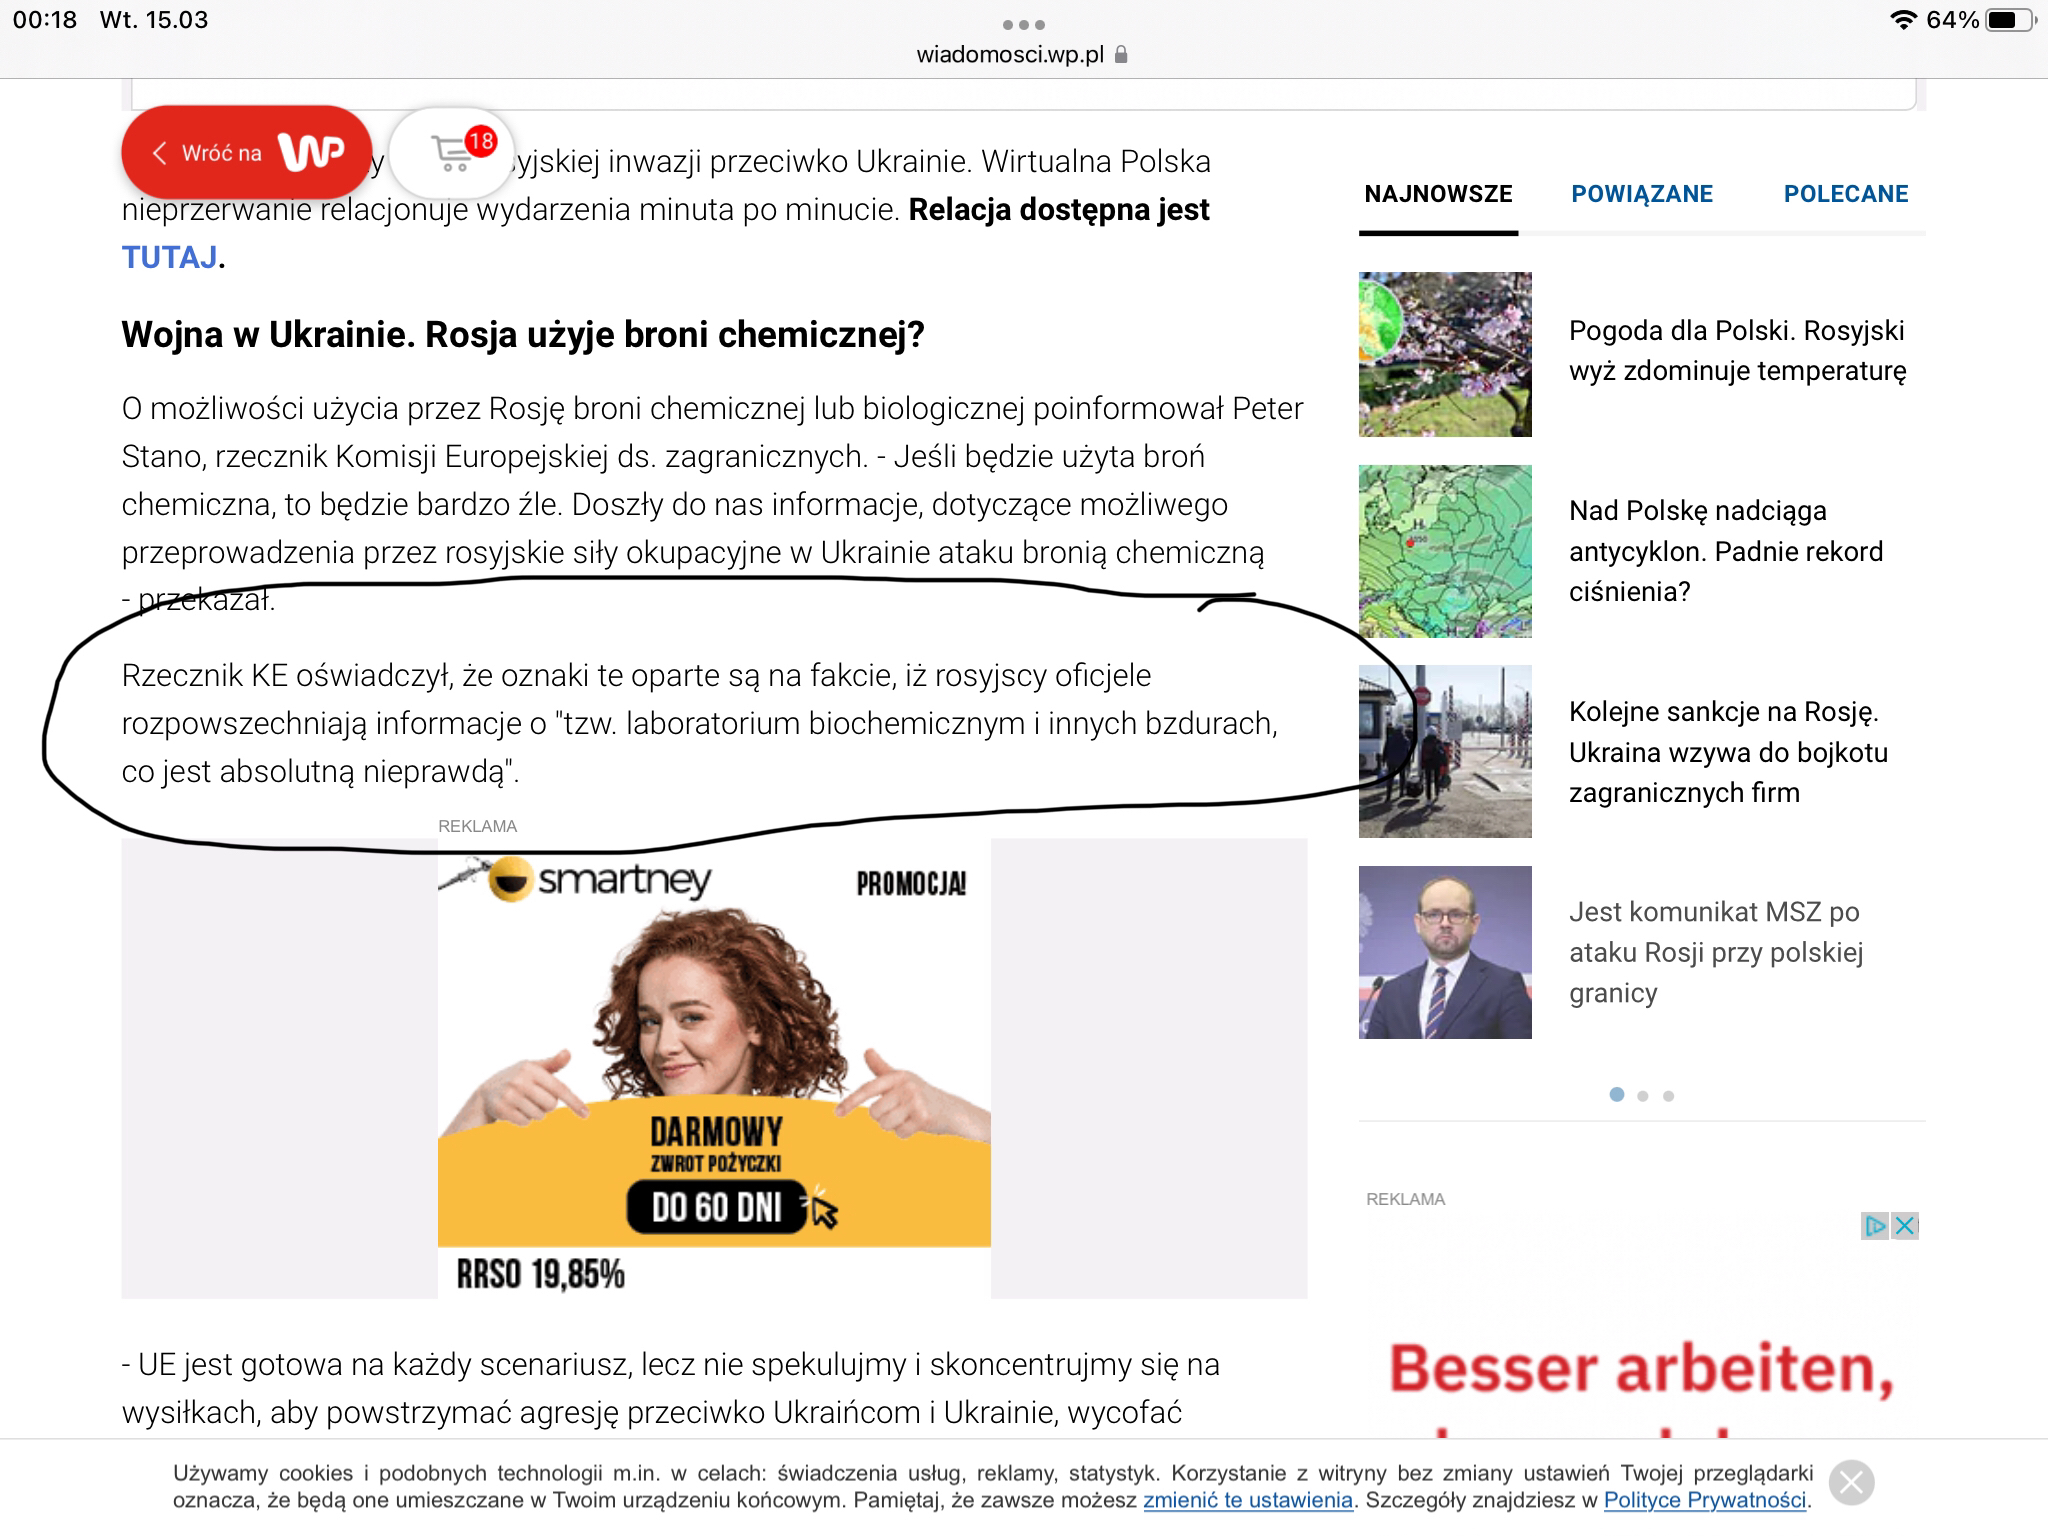 00:18 Wt. 15.03
64%
wiadomosci.wp.pl
Wróć na WP
18
inwazji przeciwko Ukrainie. Wirtualna Polska
nieprzerwanie relacjonuje wydarzenia minuta po minucie. Relacja dostępna jest
TUTAJ.
Wojna w Ukrainie. Rosja użyje broni chemicznej?
O możliwości użycia przez Rosję broni chemicznej lub biologicznej poinformował Peter
Stano, rzecznik Komisji Europejskiej ds. zagranicznych. - Jeśli będzie użyta broń
chemiczna, to będzie bardzo źle. Doszły do nas informacje, dotyczące możliwego
przeprowadzenia przez rosyjskie siły okupacyjne w Ukrainie ataku bronią chemiczną
- przekazał.
Rzecznik KE oświadczył, że oznaki te oparte są na fakcie, iż rosyjscy oficjele
rozpowszechniają informacje o "tzw. laboratorium biochemicznym i innych bzdurach,
co jest absolutną nieprawdą".
REKLAMA
smartney
PROMOCJA!
DARMOWY
ZWROT POŻYCZKI
DO 60 DNI
RRSO 19,85%
- UE jest gotowa na każdy scenariusz, lecz nie spekulujmy i skoncentrujmy się na
wysiłkach, aby powstrzymać agresję przeciwko Ukraińcom i Ukrainie, wycofać
NAJNOWSZE POWIĄZANE POLECANE
Pogoda dla Polski. Rosyjski
wyż zdominuje temperaturę
Nad Polskę nadciąga
antycyklon. Padnie rekord
ciśnienia?
Kolejne sankcje na Rosję.
Ukraina wzywa do bojkotu
zagranicznych firm
Jest komunikat MSZ po
ataku Rosji przy polskiej
granicy
REKLAMA
Besser arbeiten,
Używamy cookies i podobnych technologii m.in. w celach: świadczenia usług, reklamy, statystyk. Korzystanie z witryny bez zmiany ustawień Twojej przeglądarki
oznacza, że będą one umieszczane w Twoim urządzeniu końcowym. Pamiętaj, że zawsze możesz zmienić te ustawienia. Szczegóły znajdziesz w Polityce Prywatności.